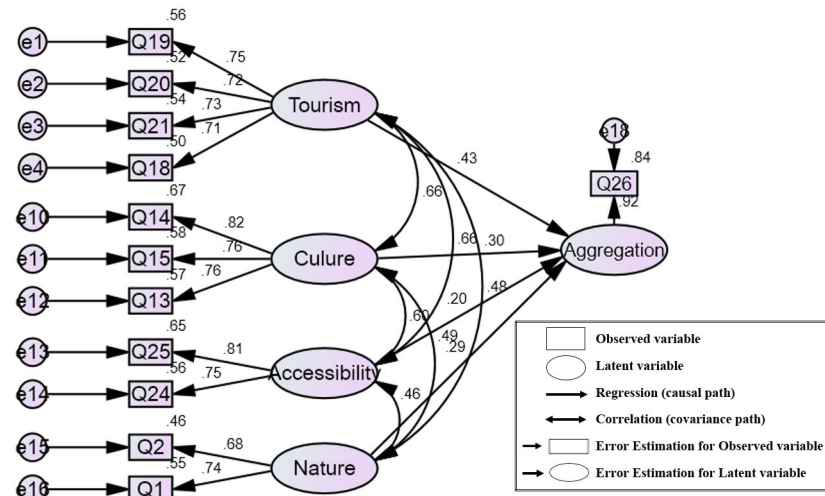 .56
e1 Q19
.75
.52
e2 Q20
.72
.54
e3 Q21
.73
Tourism
.71
.50
e4 Q18
.67
e10 Q14
.82
.58
e11 Q15
.76
Culure
.57
e12 Q13
.76
.65
e13 Q25
.81
.56
e14 Q24
.75
Accessibility
.46
e15 Q2
.68
.55
e16 Q1
.74
Nature
.43
.66
.66
.30
.48
.20
.60
.49
.29
.46
e18
.84
Q26
.92
Aggregation
Observed variable
Latent variable
Regression (causal path)
Correlation (covariance path)
Error Estimation for Observed variable
Error Estimation for Latent variable